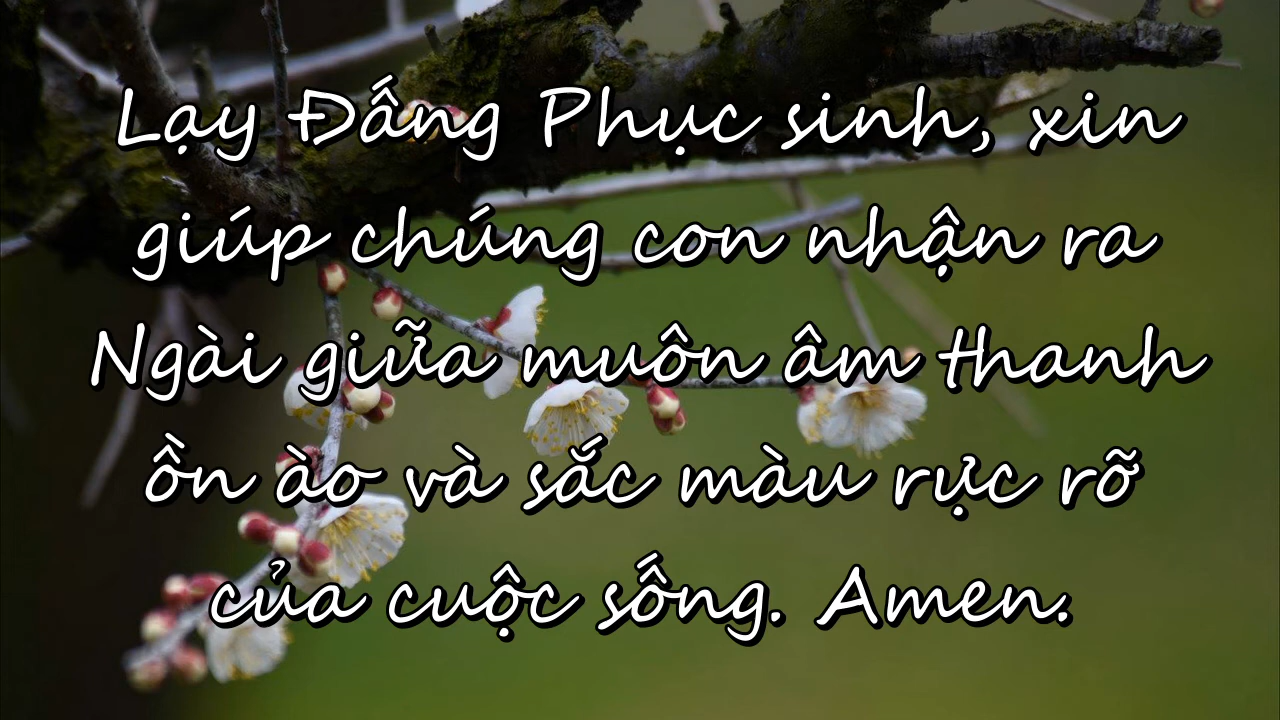 Lạy Đấng Phục sinh, xin
giúp chúng con nhận ra
Ngài giữa muôn âm thanh
ồn ào và sắc màu rực rỡ
của cuộc sống. Amen.